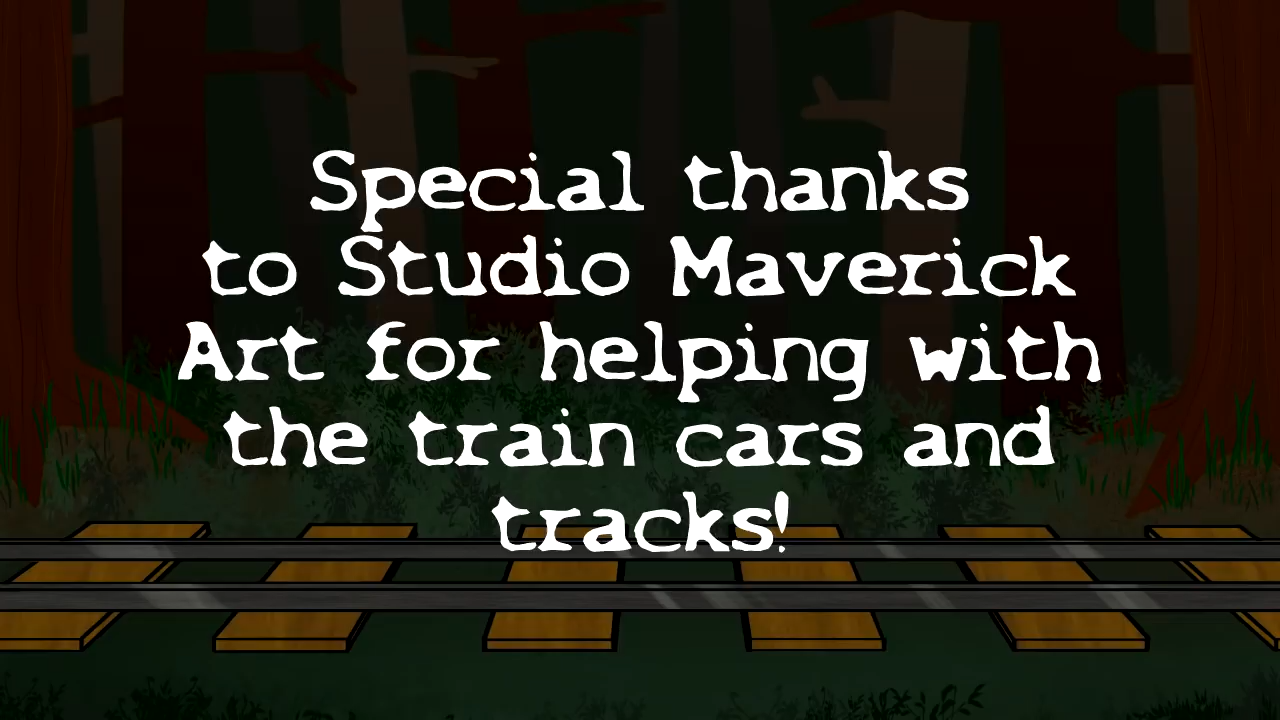 Special thanks
to Studio Maverick
Art for helping with
the train cars and
tracks!